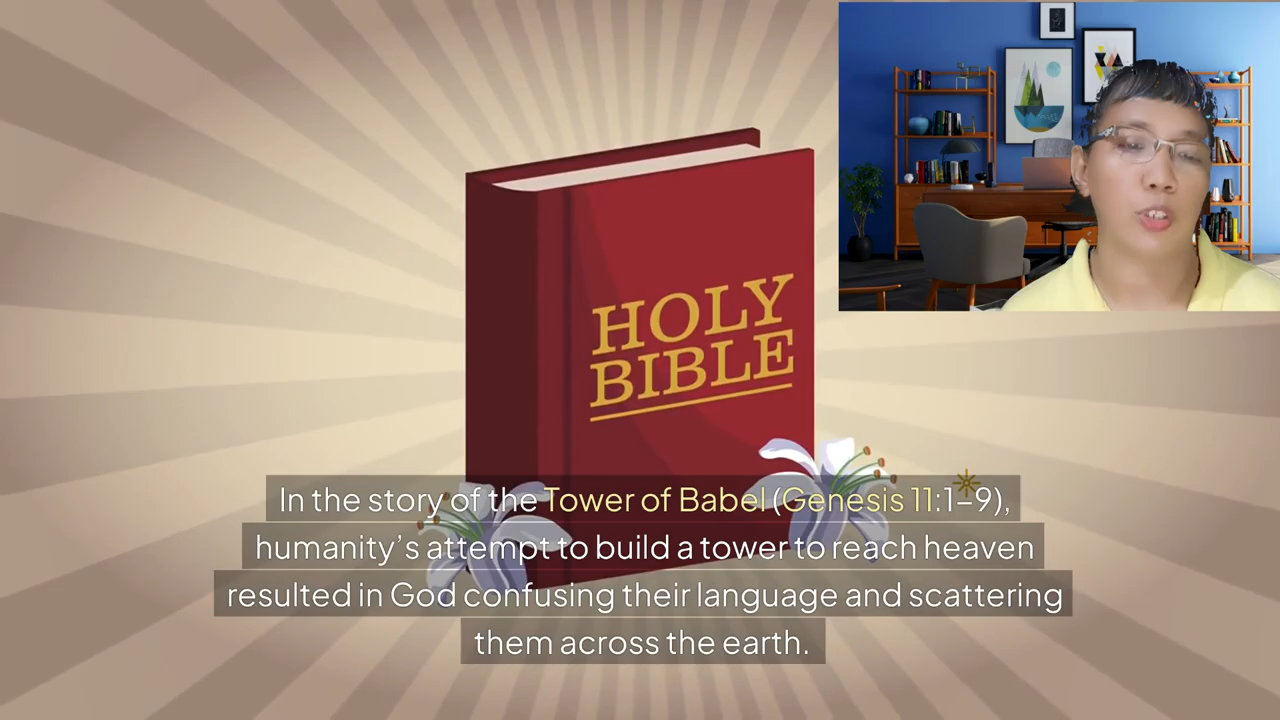 HOLY
BIBLE
In the story of the Tower of Babel (Genesis 11:1–9),
humanity’s attempt to build a tower to reach heaven
resulted in God confusing their language and scattering
them across the earth.